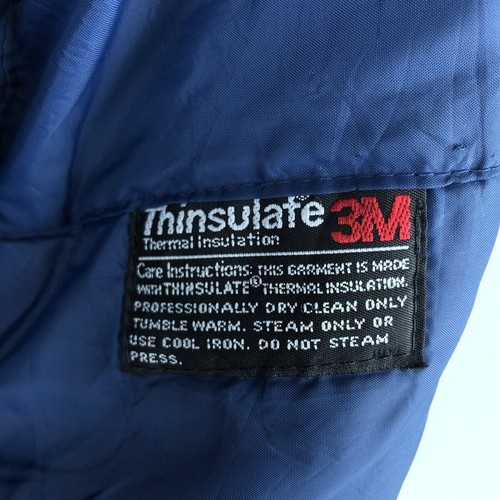 Thinsulate 3M
Thermal Insulation
Care Instructions: THIS GARMENT IS MADE
WITH THINSULATE® THERMAL INSULATION.
PROFESSIONALLY DRY CLEAN ONLY
TUMBLE WARM. STEAM ONLY OR
USE COOL IRON. DO NOT STEAM
PRESS.